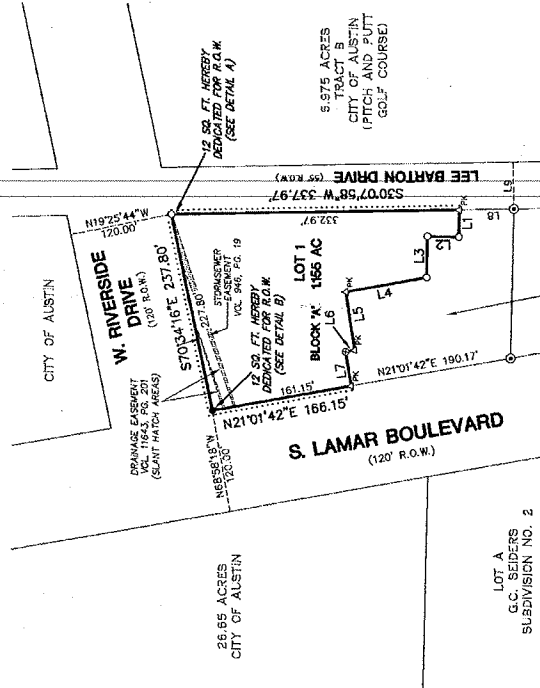 CITY OF AUSTIN
N19°25'44"W
120.00'
W. RIVERSIDE
DRIVE
(120' R.O.W.)
12 SQ. FT. HEREBY
DEDICATED FOR R.O.W.
(SEE DETAIL A)
5.975 ACRES
TRACT B
CITY OF AUSTIN
(PITCH AND PUTT
GOLF COURSE)
S70°34'16"E 237.80'
227.80'
DRAINAGE EASEMENT
VOL. 11643, PG. 201
(SLANT HATCH AREAS)
STORMSEWER
EASEMENT
VOL. 946, PG. 19
12 SQ. FT. HEREBY
DEDICATED FOR R.O.W.
(SEE DETAIL B)
LEE BARTON DRIVE
(55' R.O.W.)
S30°07'58"W 337.97'
332.97'
LOT 1
BLOCK "A" 1.166 AC
N68°58'18"W
120.00'
161.15'
N21°01'42"E 166.15'
L6
L7
L5
L4
L3
L2
L1
L8
L9
PK
PK
PK
PK
N21°01'42"E 190.17'
S. LAMAR BOULEVARD
(120' R.O.W.)
26.65 ACRES
CITY OF AUSTIN
LOT A
G.C. SEIDERS
SUBDIVISION NO. 2